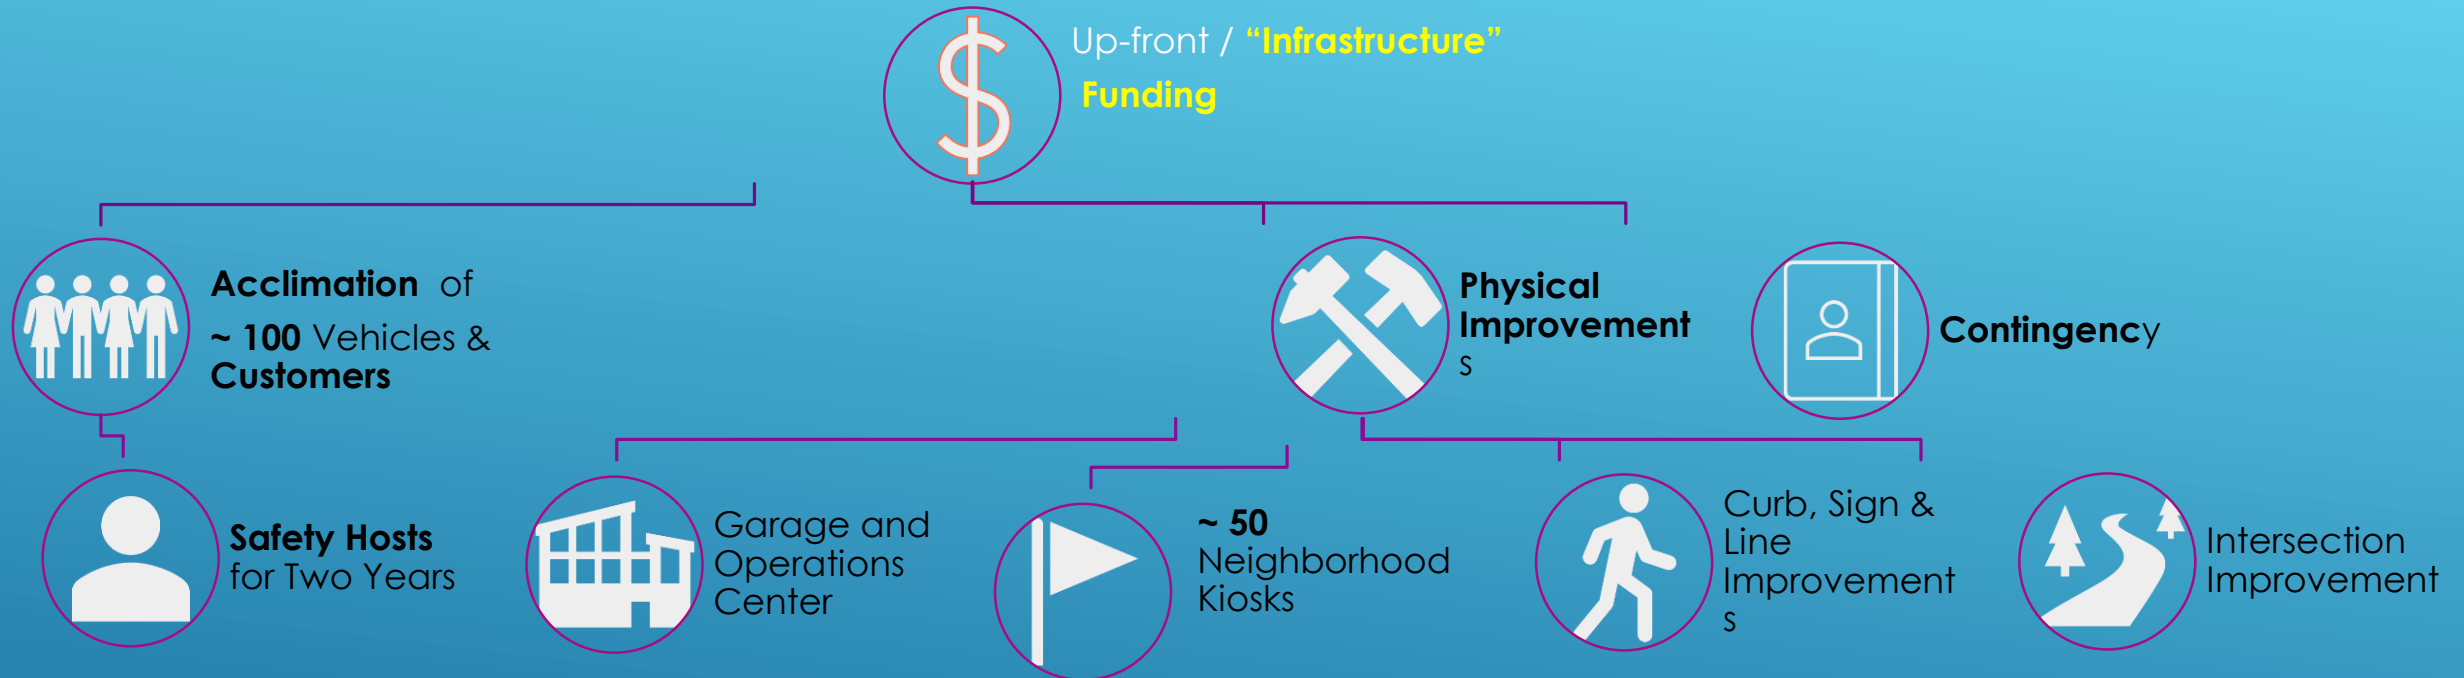 Up-front / “Infrastructure”
Funding
Acclimation of
~ 100 Vehicles &
Customers
Physical
Improvement
s
Contingency
Safety Hosts
for Two Years
Garage and
Operations
Center
~ 50
Neighborhood
Kiosks
Curb, Sign &
Line
Improvement
s
Intersection
Improvement